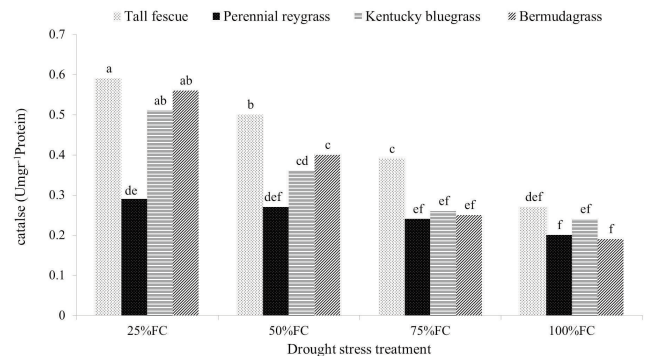 Tall fescue Perennial reygrass Kentucky bluegrass Bermudagrass
0.7
0.6
0.5
0.4
0.3
0.2
0.1
0
catalse (Umgr⁻¹Protein)
a de ab ab
b def cd c
c ef ef ef
def f ef f
25%FC 50%FC 75%FC 100%FC
Drought stress treatment